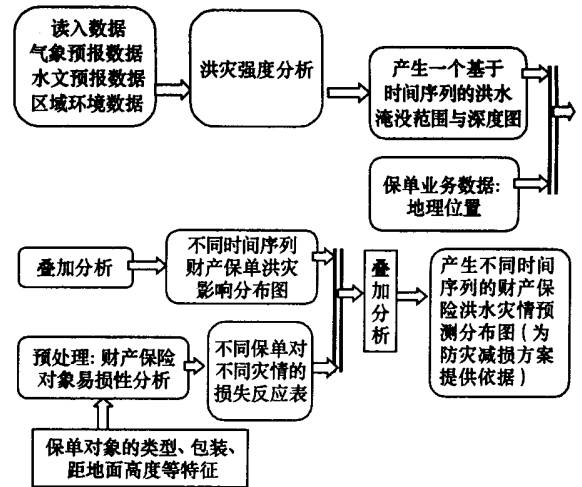 读入数据
气象预报数据
水文预报数据
区域环境数据
洪灾强度分析
产生一个基于
时间序列的洪水
淹没范围与深度图
保单业务数据：
地理位置
叠加分析
不同时间序列
财产保单洪灾
影响分布图
叠
加
分
析
产生不同时间
序列的财产保
险洪水灾情预
测分布图（为
防灾减损方案
提供依据）
预处理：财产保险
对象易损性分析
不同保单对
不同灾情的
损失反应表
保单对象的类型、包装、
距地面高度等特征